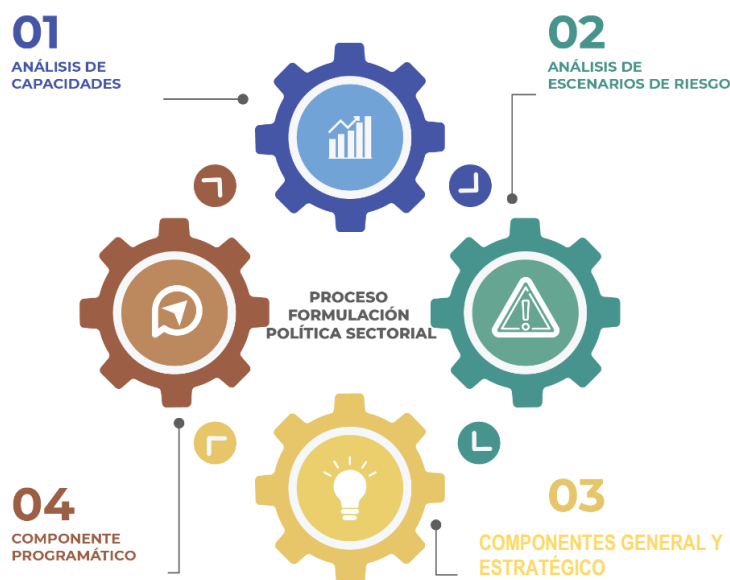 01
ANÁLISIS DE
CAPACIDADES
02
ANÁLISIS DE
ESCENARIOS DE RIESGO
PROCESO
FORMULACIÓN
POLÍTICA SECTORIAL
04
COMPONENTE
PROGRAMÁTICO
03
COMPONENTES GENERAL Y
ESTRATÉGICO